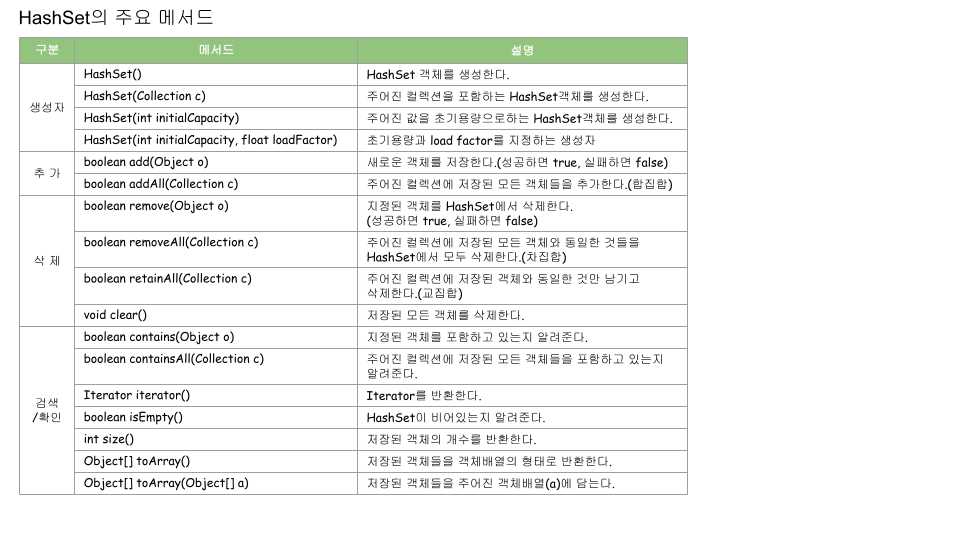 HashSet의 주요 메서드
구분 메서드 설명
생성자
HashSet() HashSet 객체를 생성한다.
HashSet(Collection c) 주어진 컬렉션을 포함하는 HashSet객체를 생성한다.
HashSet(int initialCapacity) 주어진 값을 초기용량으로하는 HashSet객체를 생성한다.
HashSet(int initialCapacity, float loadFactor) 초기용량과 load factor를 지정하는 생성자
추 가
boolean add(Object o) 새로운 객체를 저장한다.(성공하면 true, 실패하면 false)
boolean addAll(Collection c) 주어진 컬렉션에 저장된 모든 객체들을 추가한다.(합집합)
삭 제
boolean remove(Object o) 지정된 객체를 HashSet에서 삭제한다.
(성공하면 true, 실패하면 false)
boolean removeAll(Collection c) 주어진 컬렉션에 저장된 모든 객체와 동일한 것들을
HashSet에서 모두 삭제한다.(차집합)
boolean retainAll(Collection c) 주어진 컬렉션에 저장된 객체와 동일한 것만 남기고
삭제한다.(교집합)
void clear() 저장된 모든 객체를 삭제한다.
검색
/확인
boolean contains(Object o) 지정된 객체를 포함하고 있는지 알려준다.
boolean containsAll(Collection c) 주어진 컬렉션에 저장된 모든 객체들을 포함하고 있는지
알려준다.
Iterator iterator() Iterator를 반환한다.
boolean isEmpty() HashSet이 비어있는지 알려준다.
int size() 저장된 객체의 개수를 반환한다.
Object[] toArray() 저장된 객체들을 객체배열의 형태로 반환한다.
Object[] toArray(Object[] a) 저장된 객체들을 주어진 객체배열(a)에 담는다.